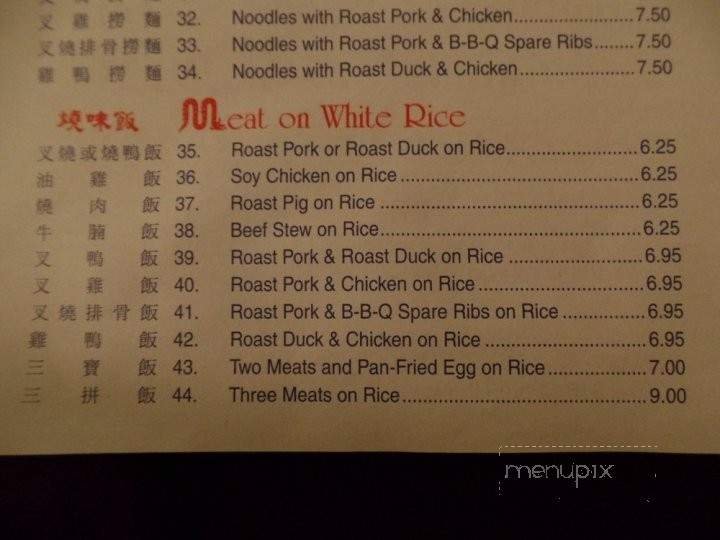 叉雞撈麵 32. Noodles with Roast Pork & Chicken........................7.50
叉燒排骨撈麵 33. Noodles with Roast Pork & B-B-Q Spare Ribs........7.50
雞鴨撈麵 34. Noodles with Roast Duck & Chicken.......................7.50
燒味飯 Meat on White Rice
叉燒或燒鴨飯 35. Roast Pork or Roast Duck on Rice..........................6.25
油雞飯 36. Soy Chicken on Rice................................................6.25
燒肉飯 37. Roast Pig on Rice....................................................6.25
牛腩飯 38. Beef Stew on Rice....................................................6.25
叉鴨飯 39. Roast Pork & Roast Duck on Rice...........................6.95
叉雞飯 40. Roast Pork & Chicken on Rice.................................6.95
叉燒排骨飯 41. Roast Pork & B-B-Q Spare Ribs on Rice.................6.95
雞鴨飯 42. Roast Duck & Chicken on Rice................................6.95
三寶飯 43. Two Meats and Pan-Fried Egg on Rice...................7.00
三拼飯 44. Three Meats on Rice................................................9.00
menupix